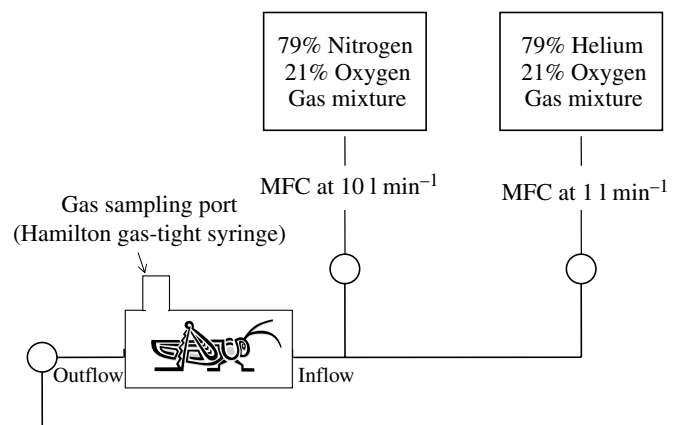 79% Nitrogen
21% Oxygen
Gas mixture
79% Helium
21% Oxygen
Gas mixture
MFC at 10 l min⁻¹
MFC at 1 l min⁻¹
Gas sampling port
(Hamilton gas-tight syringe)
Outflow
Inflow